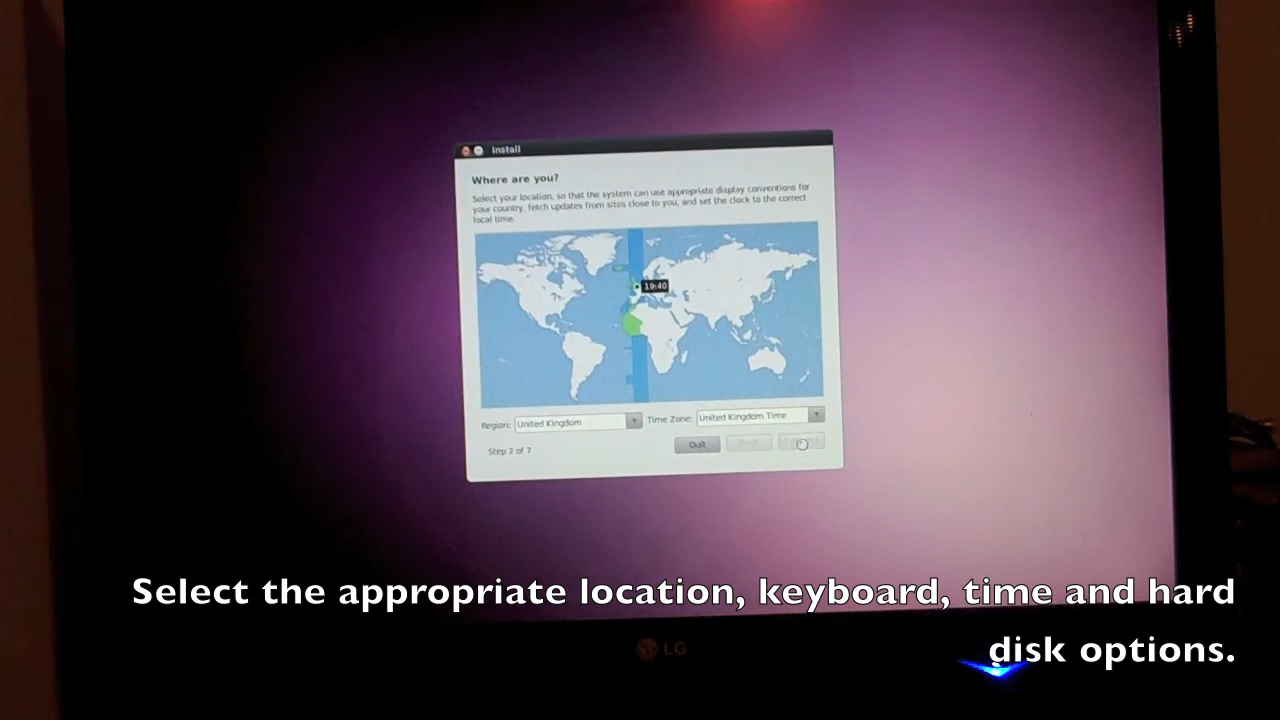 Install
Where are you?
Select your location, so that the system can use appropriate display conventions for
your country, fetch updates from sites close to you, and set the clock to the correct
local time.
19:40
Region: United Kingdom Time Zone: United Kingdom Time
Step 2 of 7 Quit
Select the appropriate location, keyboard, time and hard
disk options.
LG